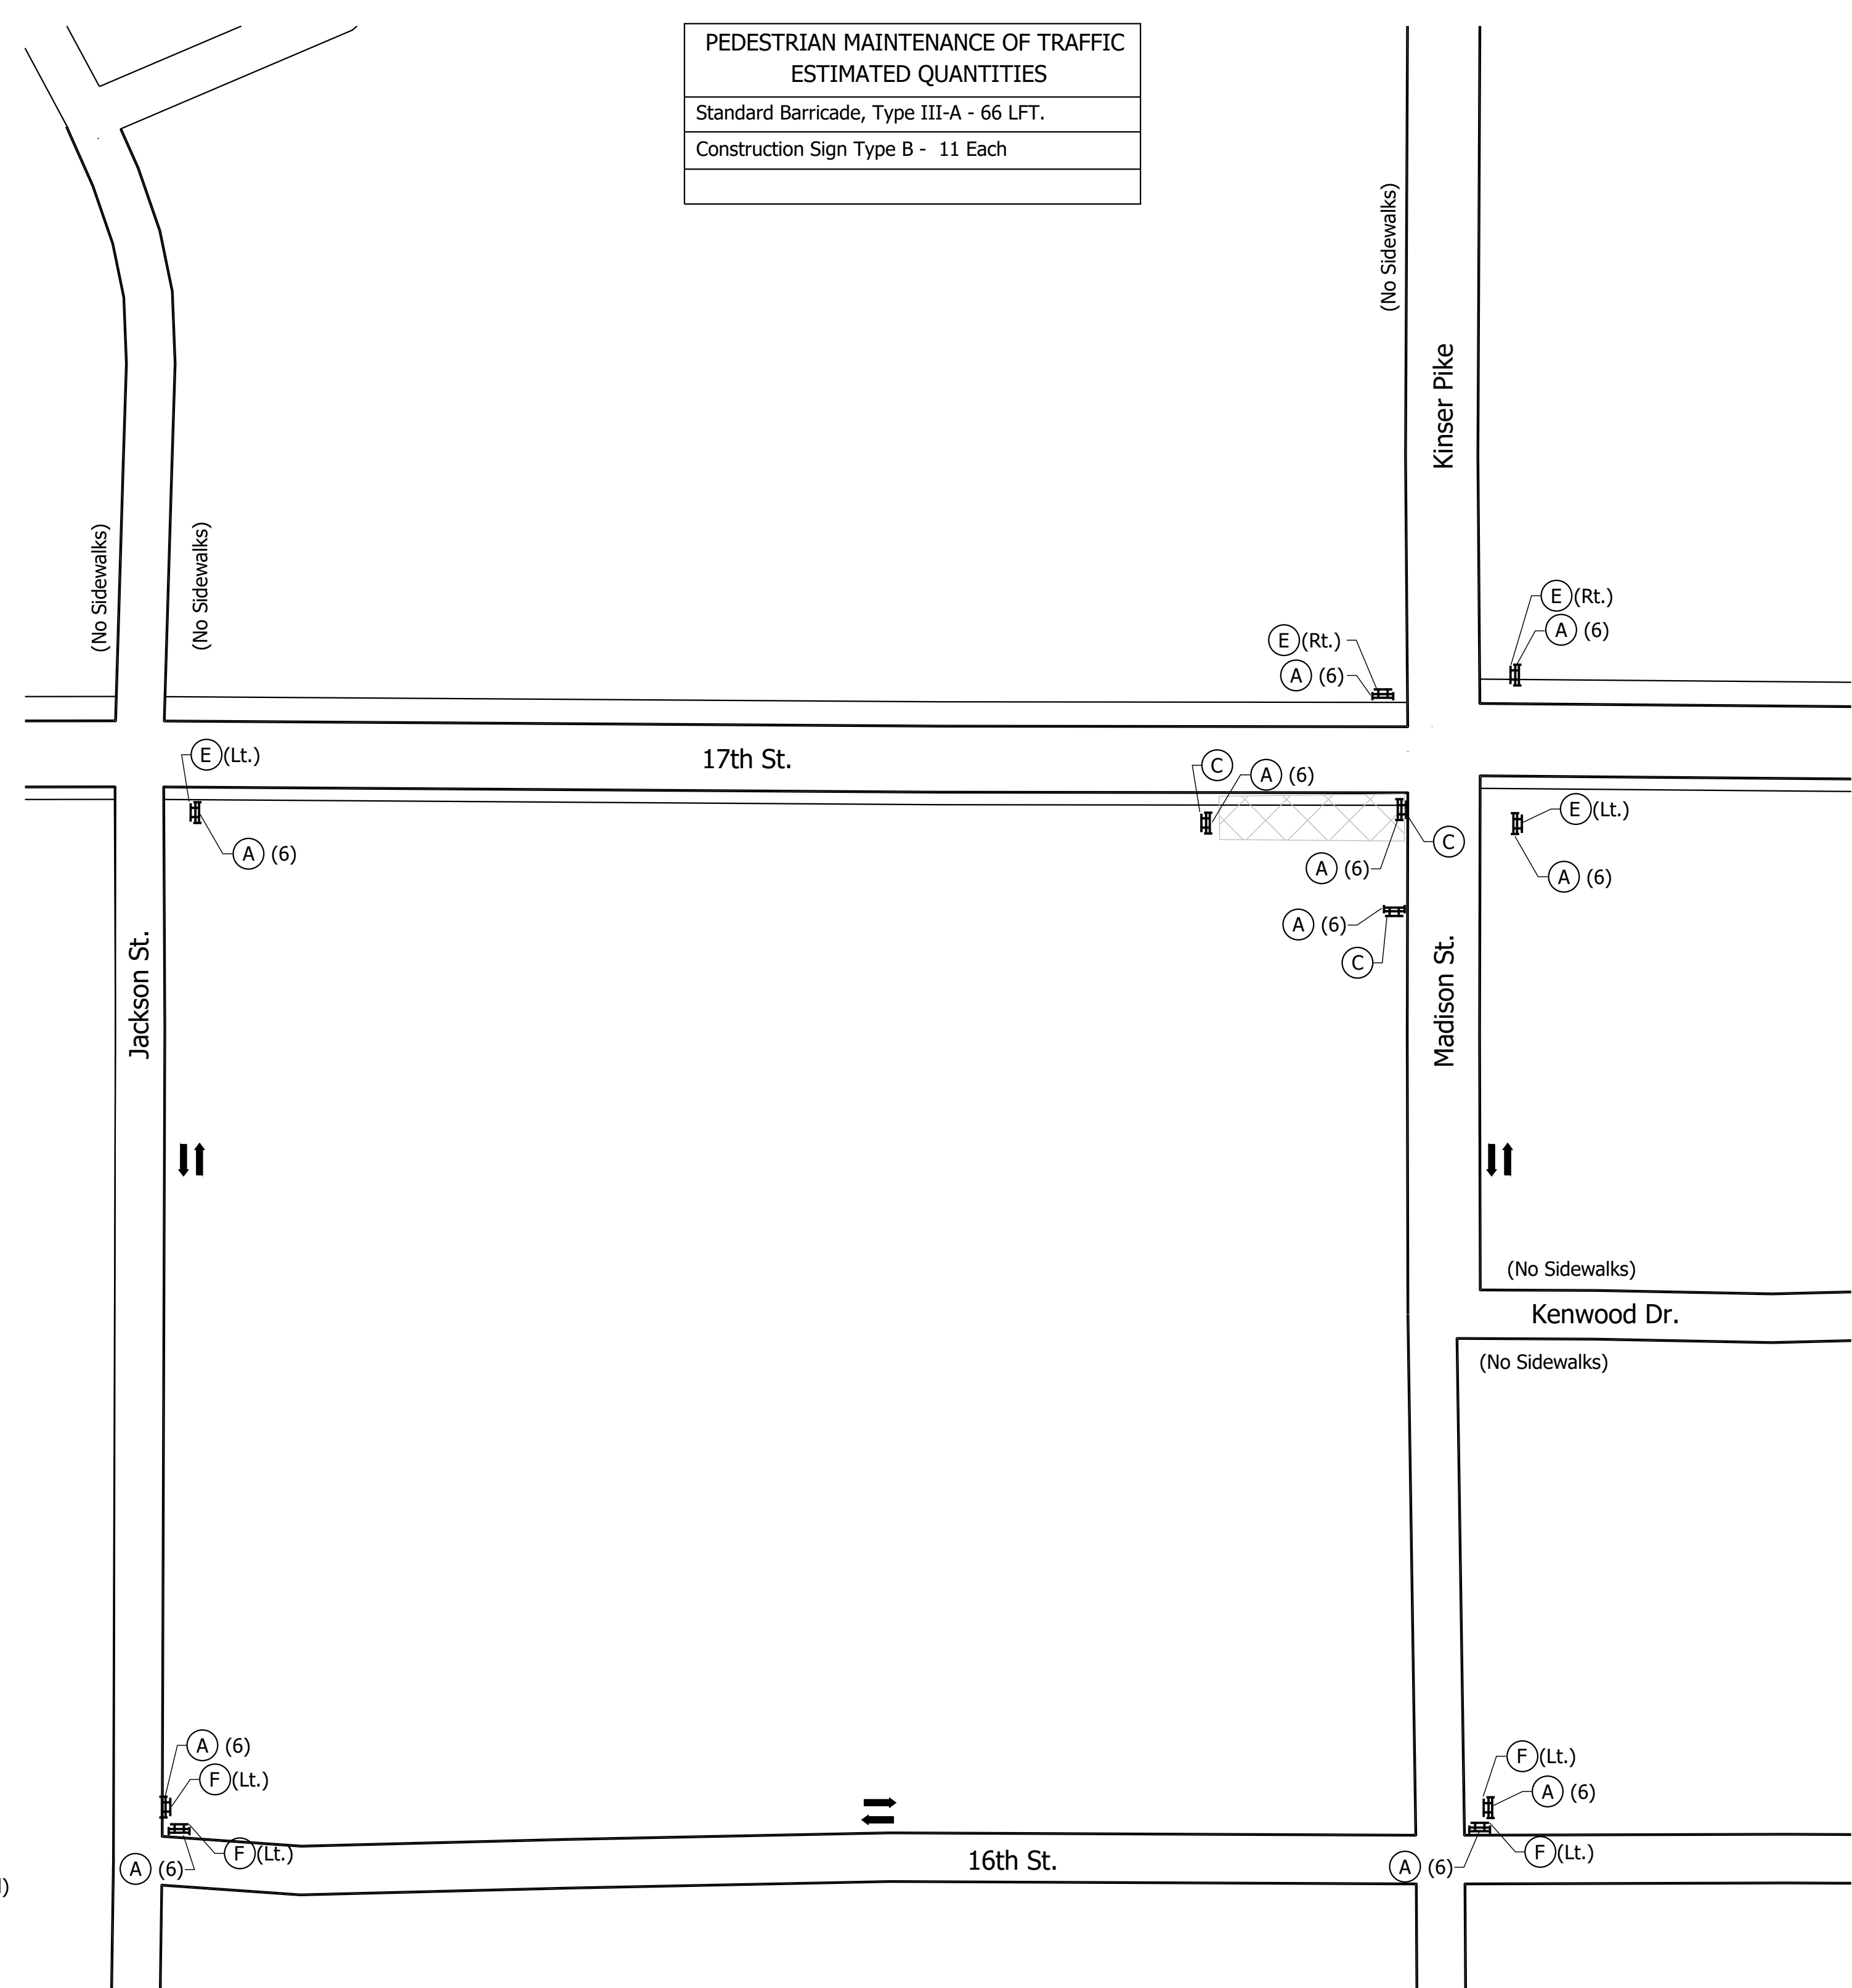 PEDESTRIAN MAINTENANCE OF TRAFFIC
ESTIMATED QUANTITIES
Standard Barricade, Type III-A - 66 LFT.
Construction Sign Type B - 11 Each
(No Sidewalks)
Kinser Pike
(No Sidewalks)
(No Sidewalks)
E (Rt.)
A (6)
E (Rt.)
A (6)
E (Lt.)
17th St.
C
A (6)
E (Lt.)
C
A (6)
A (6)
A (6)
A (6)
C
Jackson St.
Madison St.
(No Sidewalks)
Kenwood Dr.
(No Sidewalks)
A (6)
F (Lt.)
F (Lt.)
A (6)
F (Lt.)
A (6)
16th St.
F (Lt.)
A (6)
)